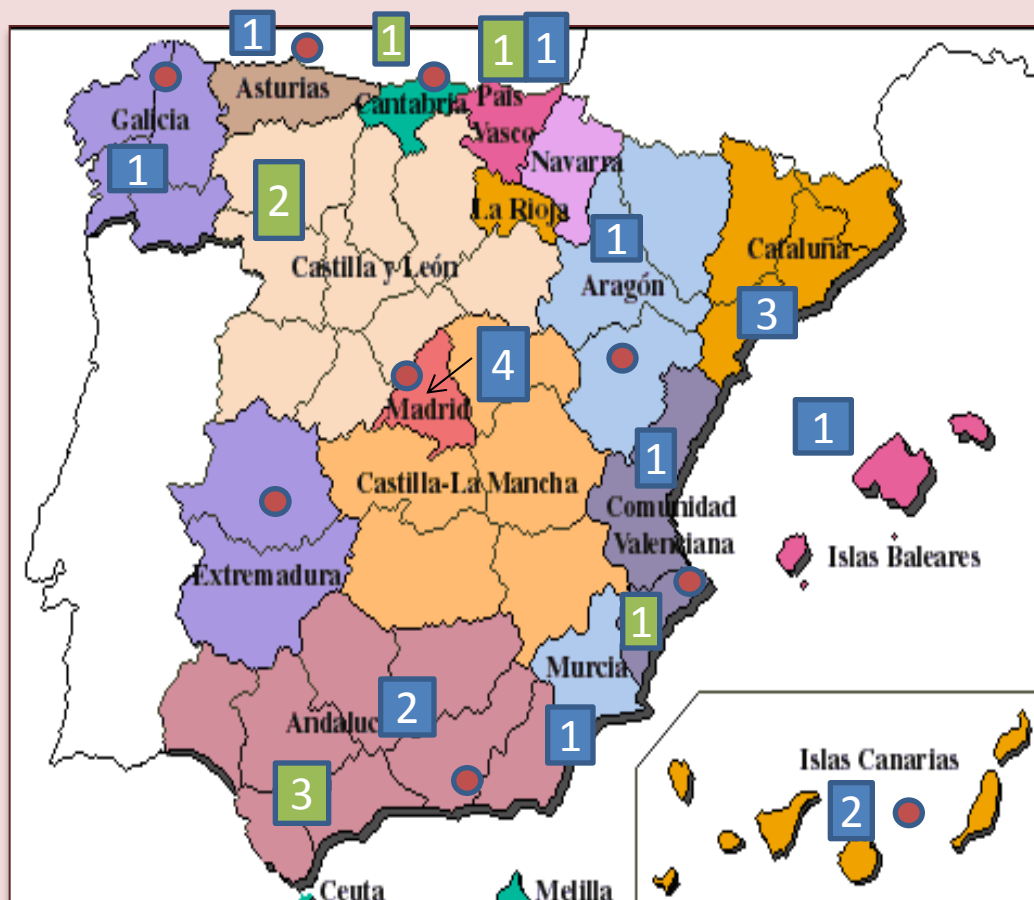 1
1
1 1
Asturias
Cantabria
País
Vasco
Galicia
Navarra
1
2
La Rioja
1
Cataluña
Castilla y León
Aragón
3
4
Madrid
1
1
Castilla-La Mancha
Comunidad
Valenciana
Islas Baleares
Extremadura
1
Murcia
Andaluc
2
1
Islas Canarias
3
2
Ceuta
Melilla